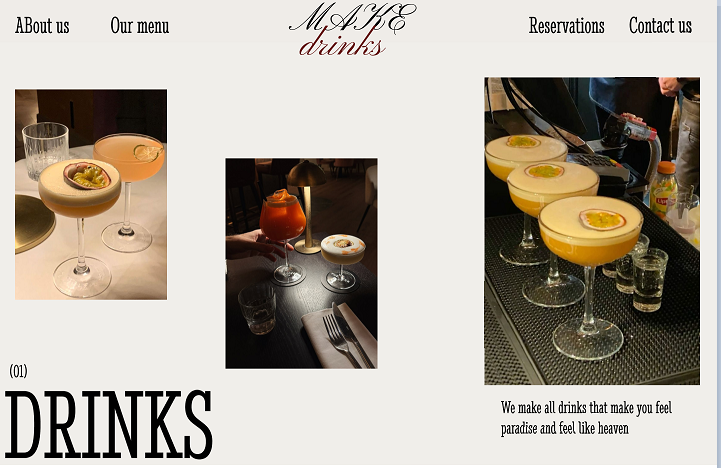 ABout us
Our menu
MAKE
drinks
Reservations
Contact us
(01)
DRINKS
We make all drinks that make you feel
paradise and feel like heaven